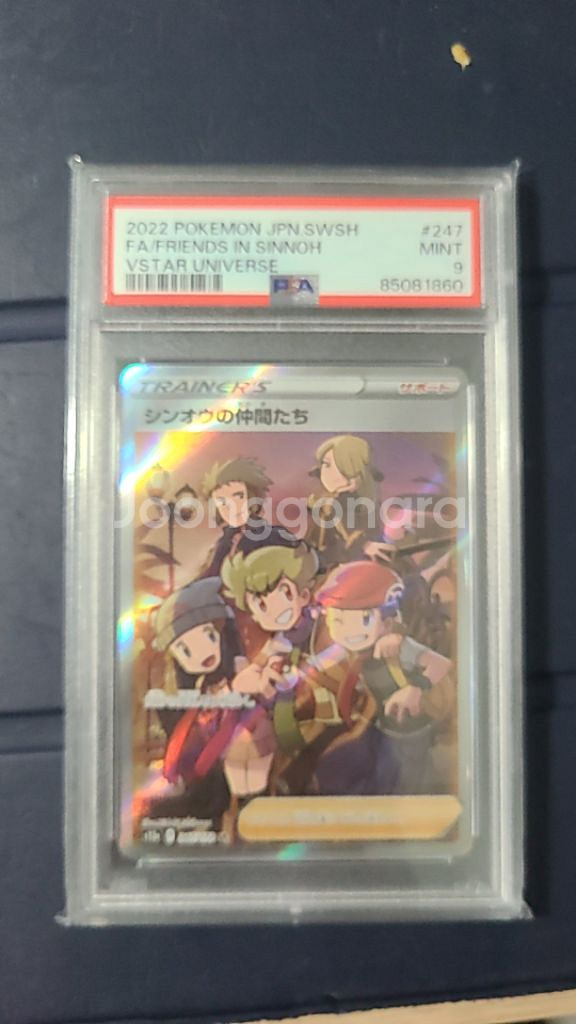 2022 POKEMON JPN.SWSH #247
FA/FRIENDS IN SINNOH MINT
VSTAR UNIVERSE 9
PSA 85081860
TRAINER'S サポート
シンオウの仲間たち
Joonggonara